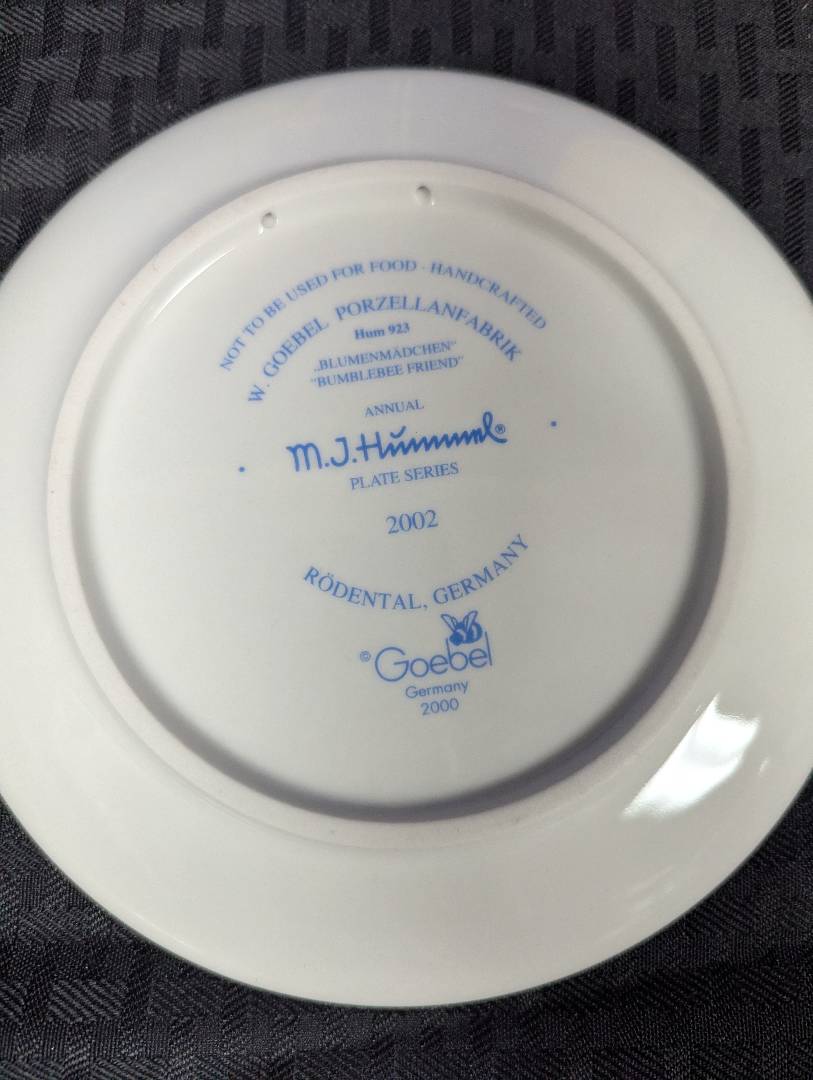 NOT TO BE USED FOR FOOD · HANDCRAFTED
W. GOEBEL PORZELLANFABRIK
Hum 923
„BLUMENMÄDCHEN"
"BUMBLEBEE FRIEND"
ANNUAL
M.J.Hummel®
PLATE SERIES
2002
RÖDENTAL, GERMANY
© Goebel
Germany
2000